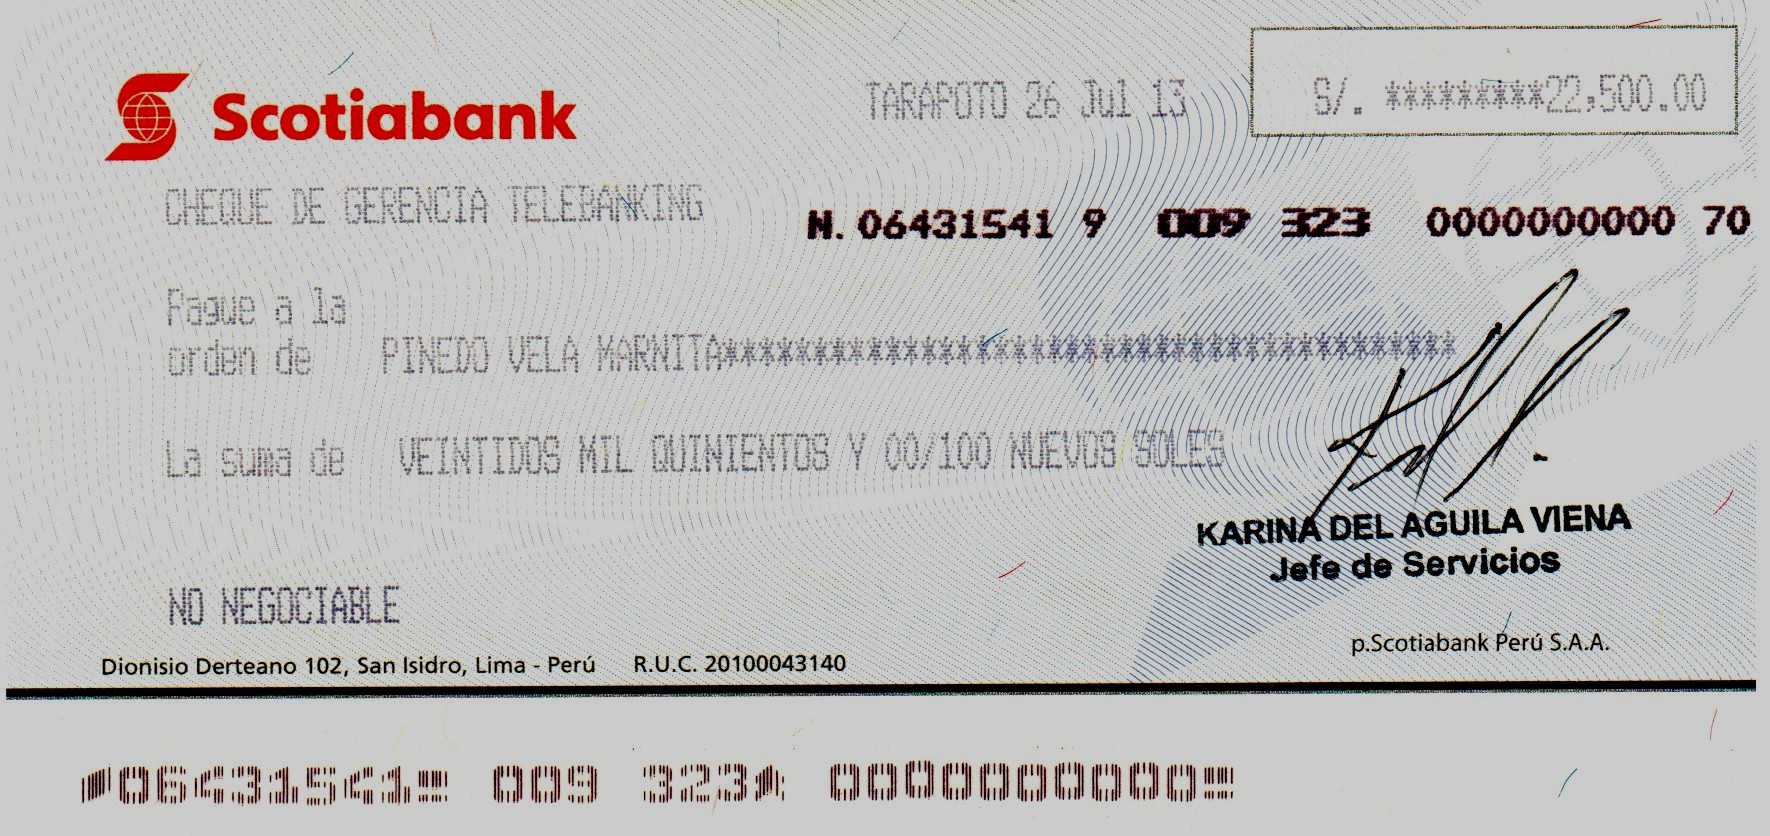 Scotiabank
TARAPOTO 26 Jul 13
S/. *********22,500.00
CHEQUE DE GERENCIA TELEBANKING
N. 06431541 9 009 323 0000000000 70
Pague a la
orden de PINEDO VELA MARNITA*****************************************
La suma de VEINTIDOS MIL QUINIENTOS Y 00/100 NUEVOS SOLES
KARINA DEL AGUILA VIENA
Jefe de Servicios
NO NEGOCIABLE
p.Scotiabank Perú S.A.A.
Dionisio Derteano 102, San Isidro, Lima - Perú R.U.C. 20100043140
⑈06431541⑈ 009 323⑆ 0000000000⑈